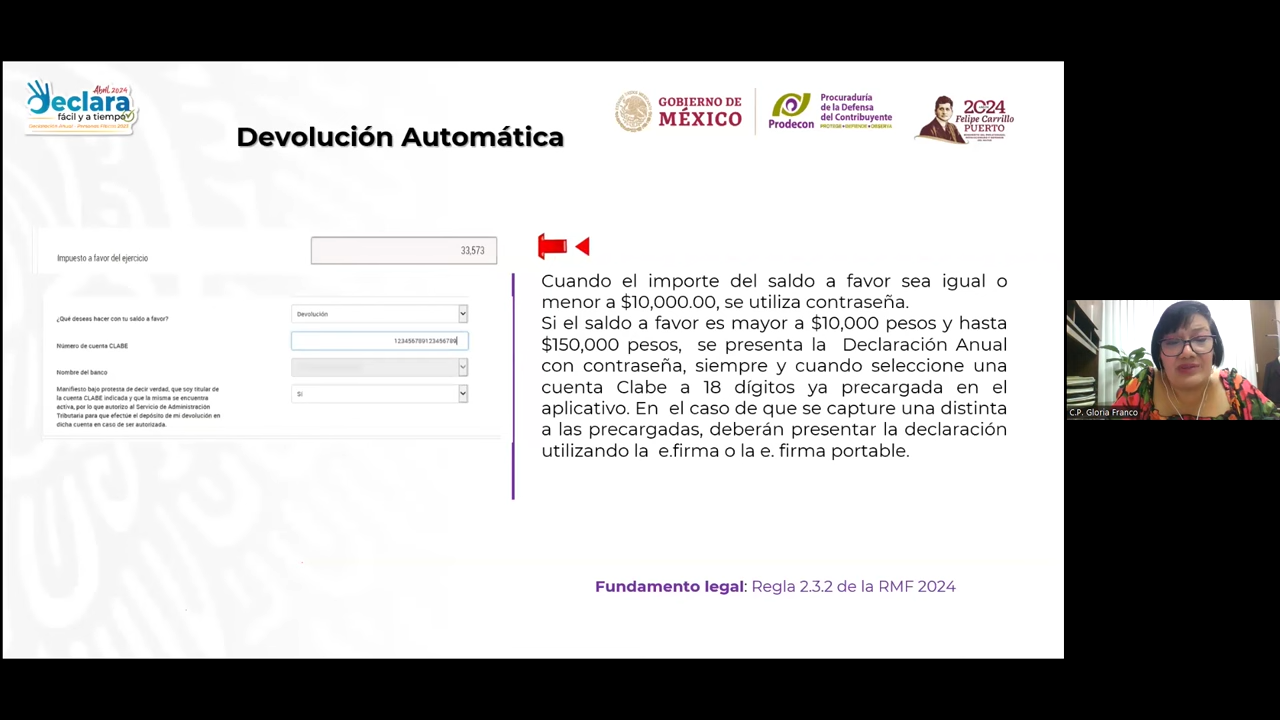 Abril 2024
Declara
fácil y a tiempo
GOBIERNO DE
MÉXICO
Prodecon
Procuraduría
de la Defensa
del Contribuyente
PROTEGE•DEFIENDE•OBSERVA
2024
Felipe Carrillo
PUERTO
Devolución Automática
Impuesto a favor del ejercicio
33,573
¿Qué deseas hacer con tu saldo a favor?
Devolución
Número de cuenta CLABE
123456789123456789
Nombre del banco
Manifiesto bajo protesta de decir verdad, que soy titular de
la cuenta CLABE indicada y que la misma se encuentra
activa, por lo que autorizo al Servicio de Administración
Tributaria para que efectúe el depósito de mi devolución en
dicha cuenta en caso de ser autorizada.
Si
Cuando el importe del saldo a favor sea igual o
menor a $10,000.00, se utiliza contraseña.
Si el saldo a favor es mayor a $10,000 pesos y hasta
$150,000 pesos, se presenta la Declaración Anual
con contraseña, siempre y cuando seleccione una
cuenta Clabe a 18 dígitos ya precargada en el
aplicativo. En el caso de que se capture una distinta
a las precargadas, deberán presentar la declaración
utilizando la e.firma o la e. firma portable.
Fundamento legal: Regla 2.3.2 de la RMF 2024
C.P. Gloria Franco